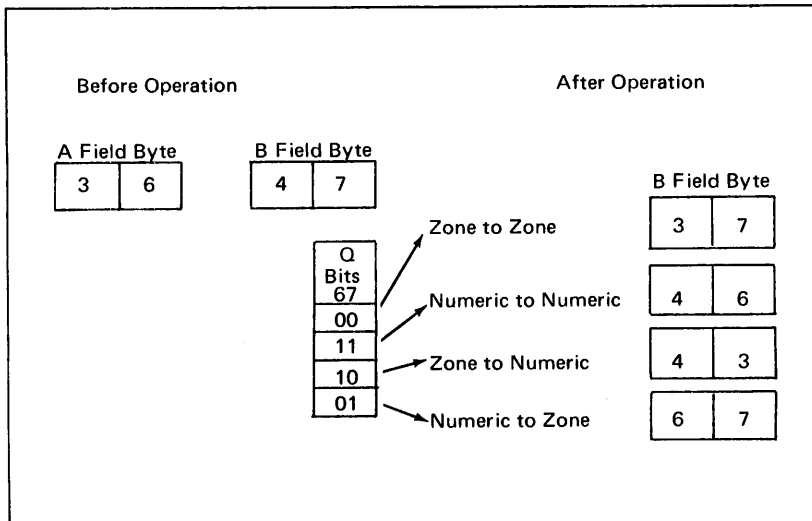 Before Operation
After Operation
A Field Byte
B Field Byte
3 6
4 7
B Field Byte
3 7
Q
Bits
67
Zone to Zone
00
Numeric to Numeric
4 6
11
Zone to Numeric
4 3
10
01
Numeric to Zone
6 7